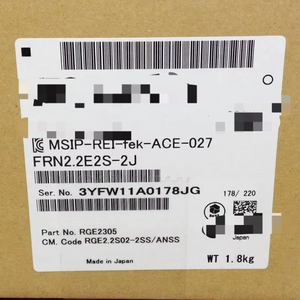 MSIP-REI-fek-ACE-027
FRN2.2E2S-2J
Ser. No. 3YFW11A0178JG
178/ 220
Part No. RGE2305
CM. Code RGE2.2S02-2SS/ANSS
Japan
Made in Japan
WT 1.8kg